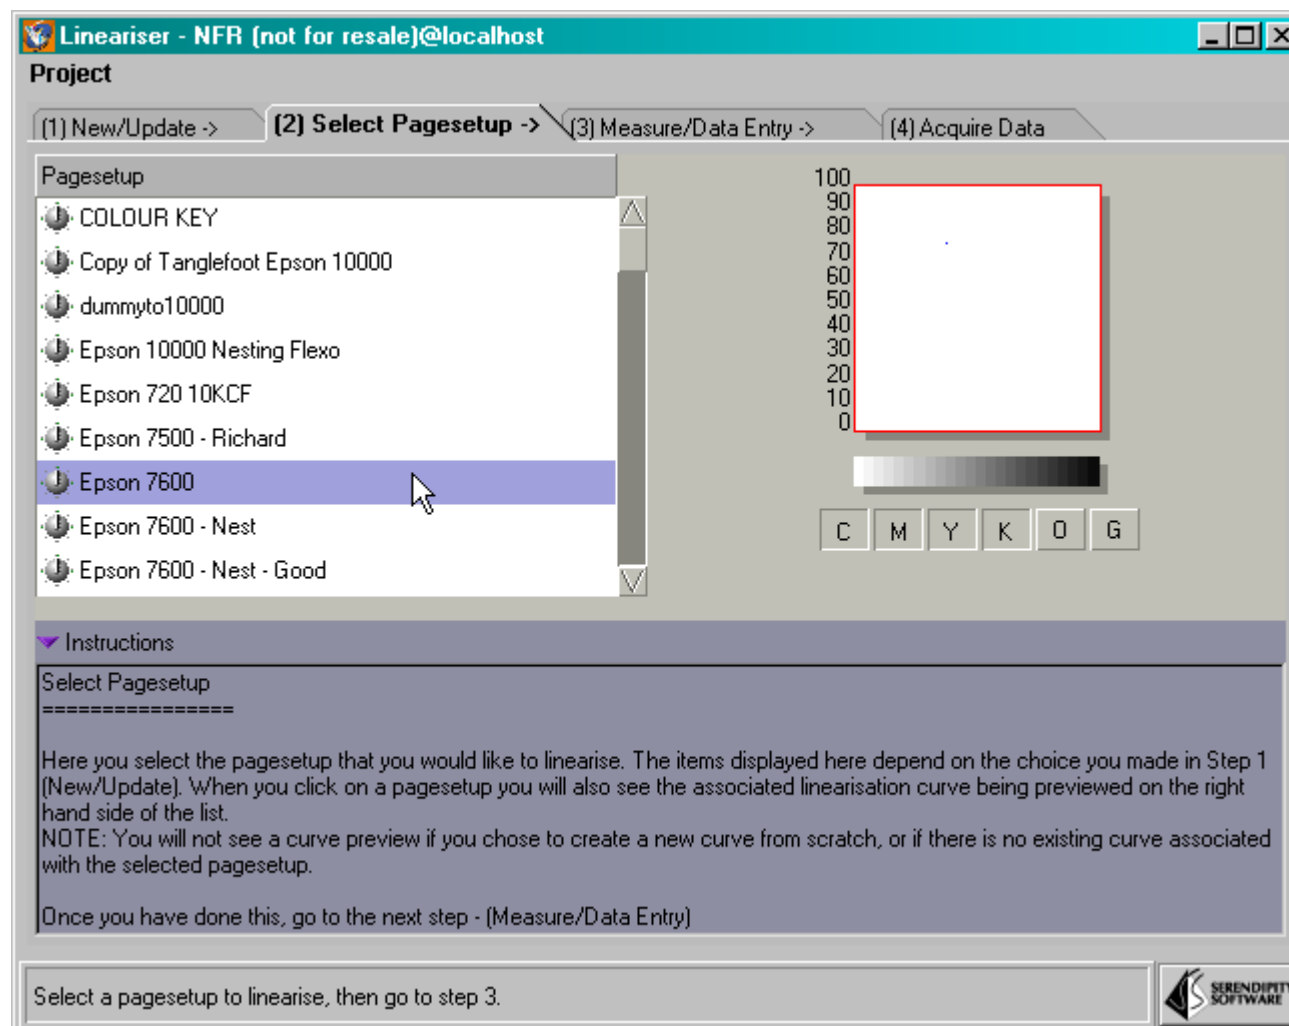 Lineariser - NFR (not for resale)@localhost
Project
(1) New/Update ->
(2) Select Pagesetup ->
(3) Measure/Data Entry ->
(4) Acquire Data
Pagesetup
COLOUR KEY
Copy of Tanglefoot Epson 10000
dummyto10000
Epson 10000 Nesting Flexo
Epson 720 10KCF
Epson 7500 - Richard
Epson 7600
Epson 7600 - Nest
Epson 7600 - Nest - Good
100
90
80
70
60
50
40
30
20
10
0
C M Y K O G
Instructions
Select Pagesetup
================
Here you select the pagesetup that you would like to linearise. The items displayed here depend on the choice you made in Step 1
(New/Update). When you click on a pagesetup you will also see the associated linearisation curve being previewed on the right
hand side of the list.
NOTE: You will not see a curve preview if you chose to create a new curve from scratch, or if there is no existing curve associated
with the selected pagesetup.
Once you have done this, go to the next step - (Measure/Data Entry)
Select a pagesetup to linearise, then go to step 3.
SERENDIPITY
SOFTWARE